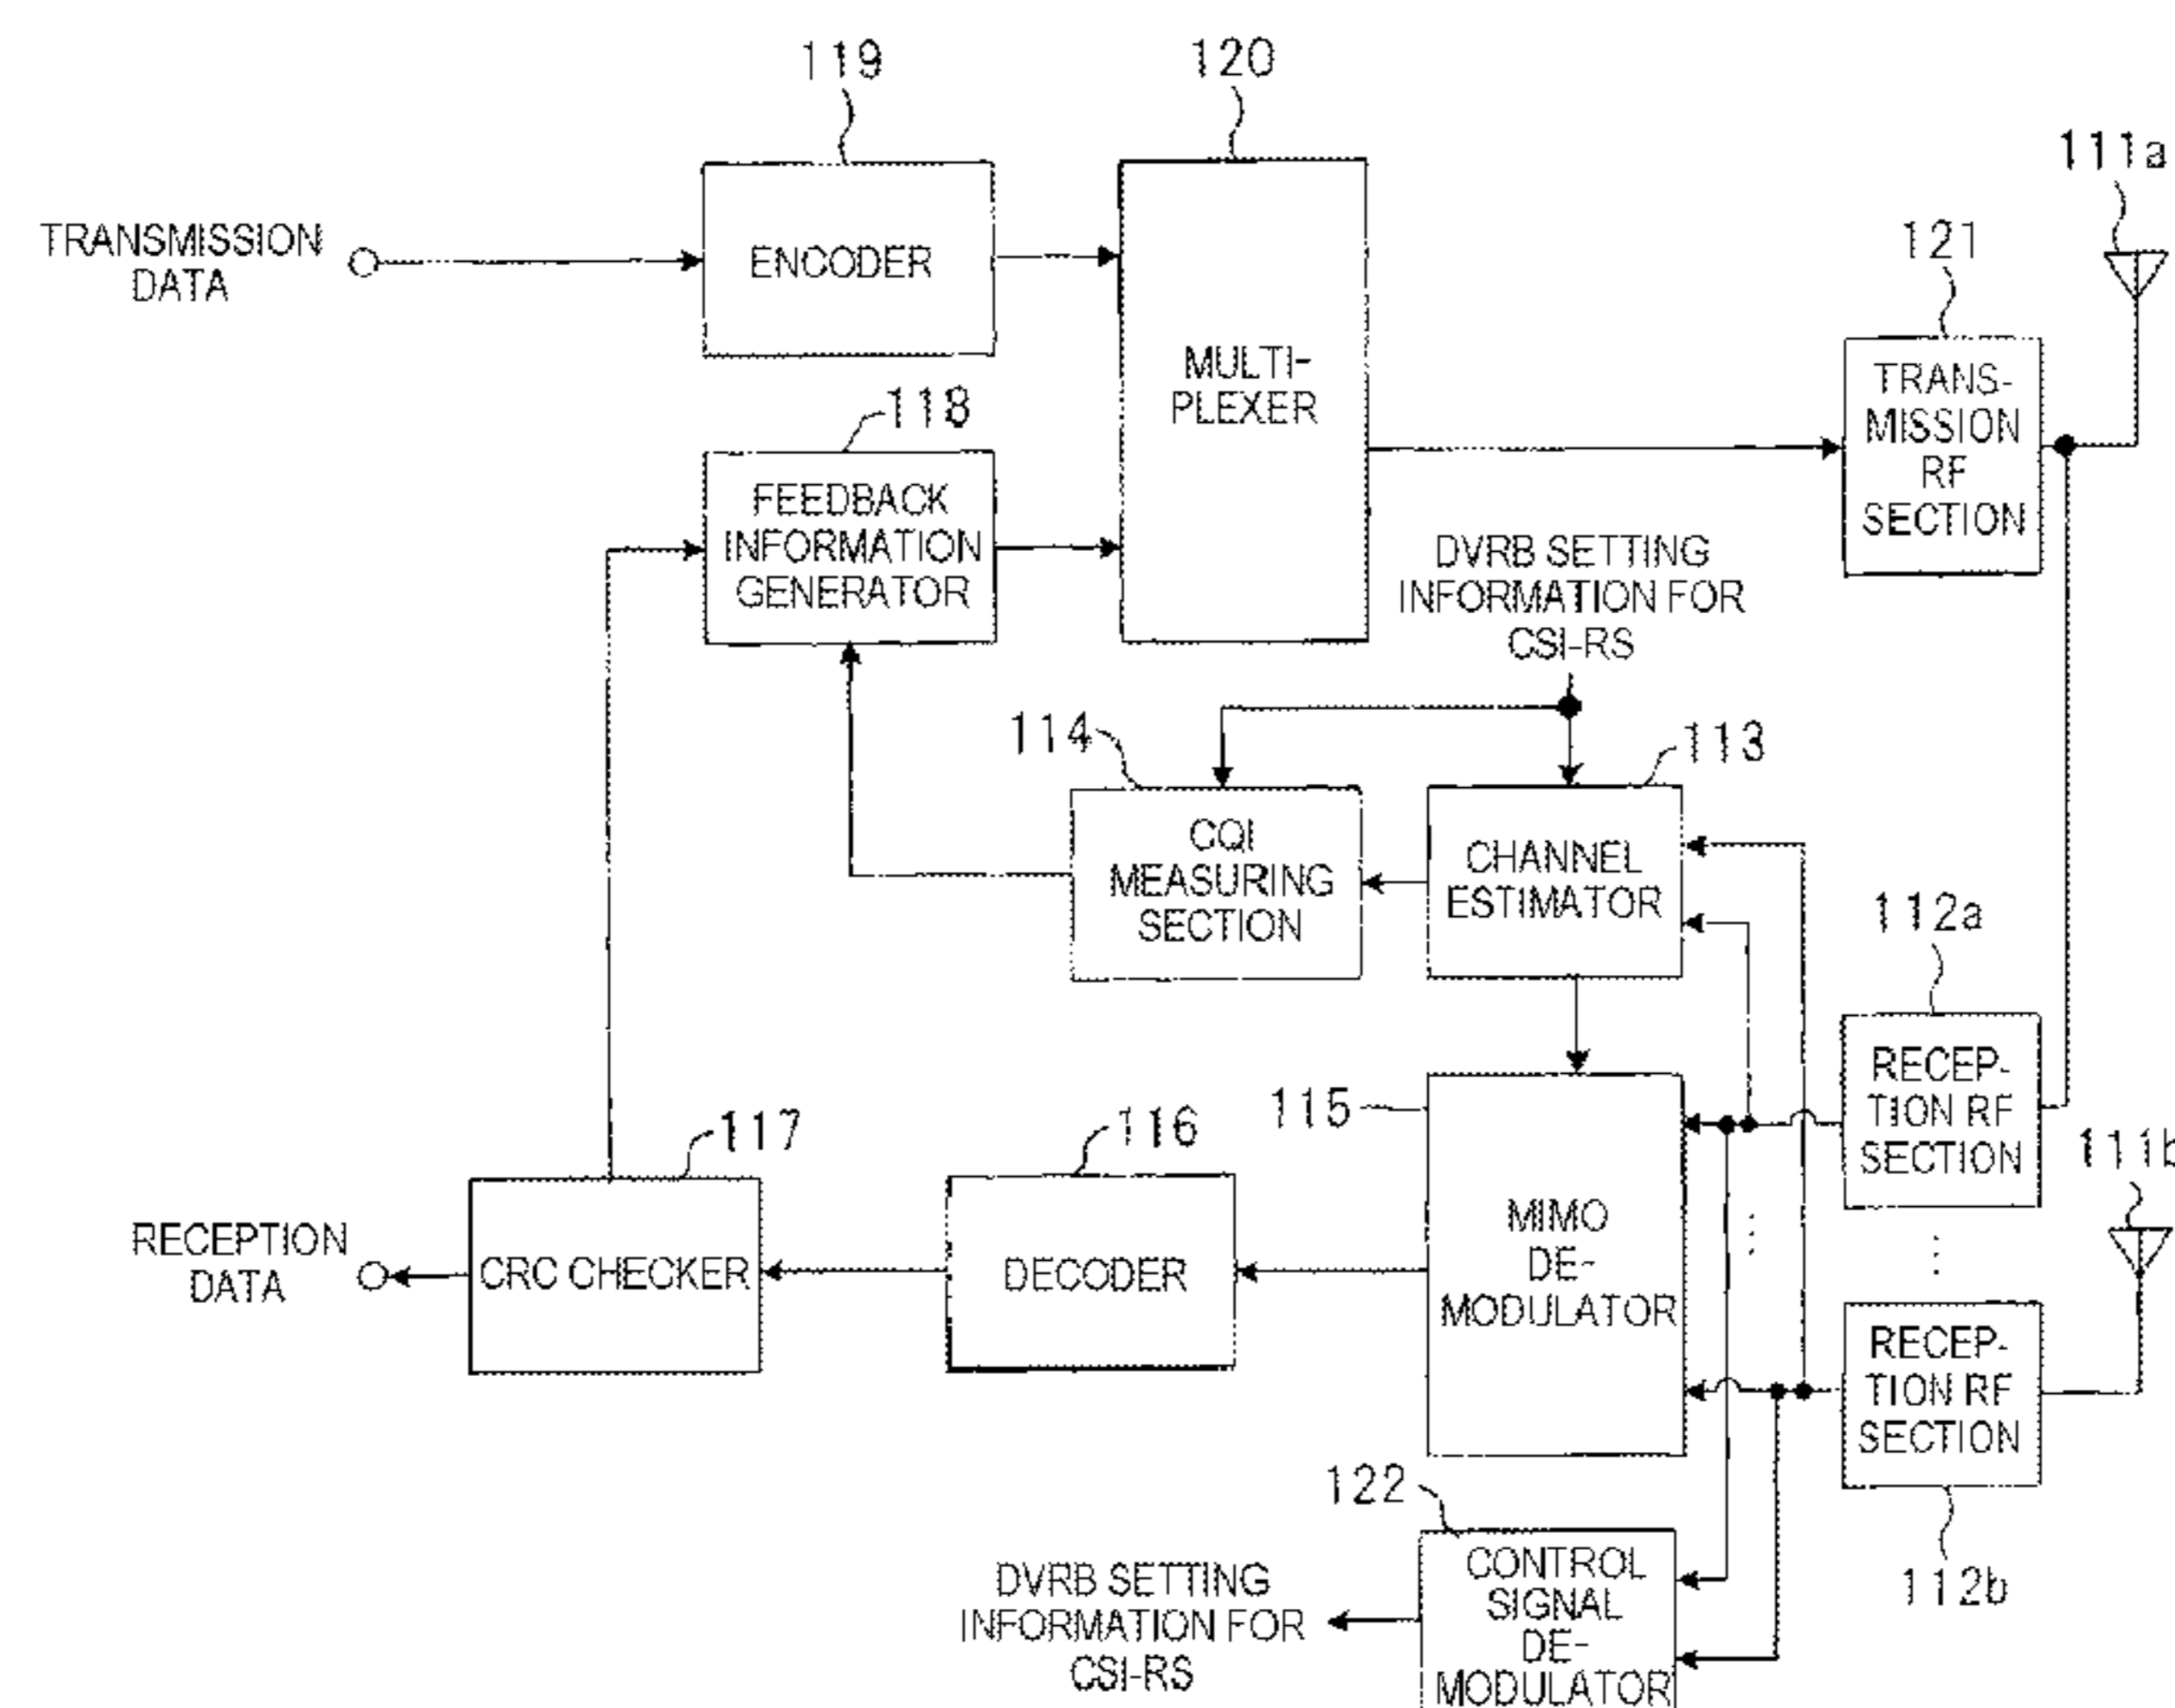 119
120
111a
TRANSMISSION
DATA
ENCODER
MULTI-
PLEXER
121
TRANS-
MISSION
RF
SECTION
118
FEEDBACK
INFORMATION
GENERATOR
DVRB SETTING
INFORMATION FOR
CSI-RS
114
113
CQI
MEASURING
SECTION
CHANNEL
ESTIMATOR
112a
RECEP-
TION RF
SECTION
115
116
117
111b
RECEPTION
DATA
CRC CHECKER
DECODER
MIMO
DE-
MODULATOR
RECEP-
TION RF
SECTION
112b
122
CONTROL
SIGNAL
DE-
MODULATOR
DVRB SETTING
INFORMATION FOR
CSI-RS